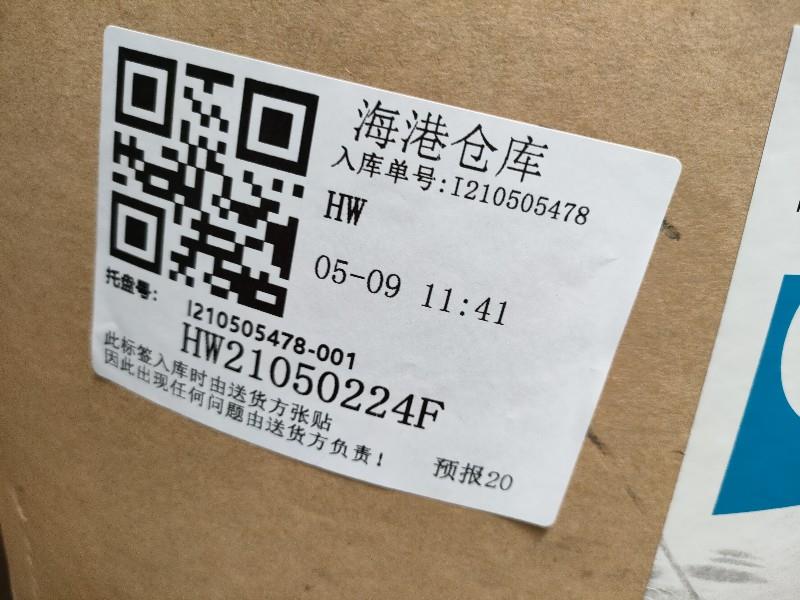 海港仓库
入库单号:I210505478
HW
05-09 11:41
托盘号:
I210505478-001
HW21050224F
此标签入库时由送货方张贴
因此出现任何问题由送货方负责!
预报20